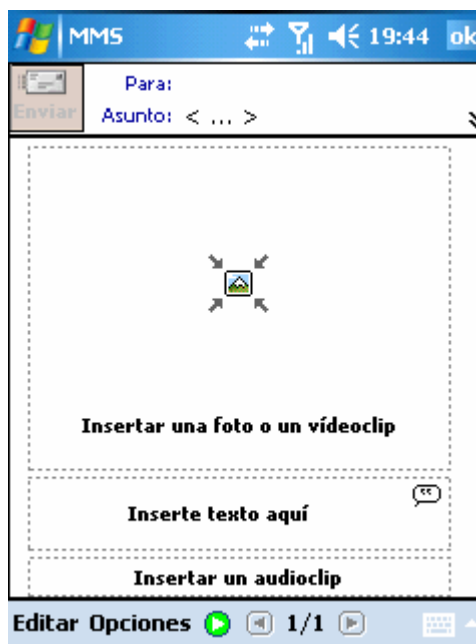 MMS 19:44 ok
Enviar
Para:
Asunto: < ... >
Insertar una foto o un vídeoclip
Inserte texto aquí
Insertar un audioclip
Editar Opciones 1/1